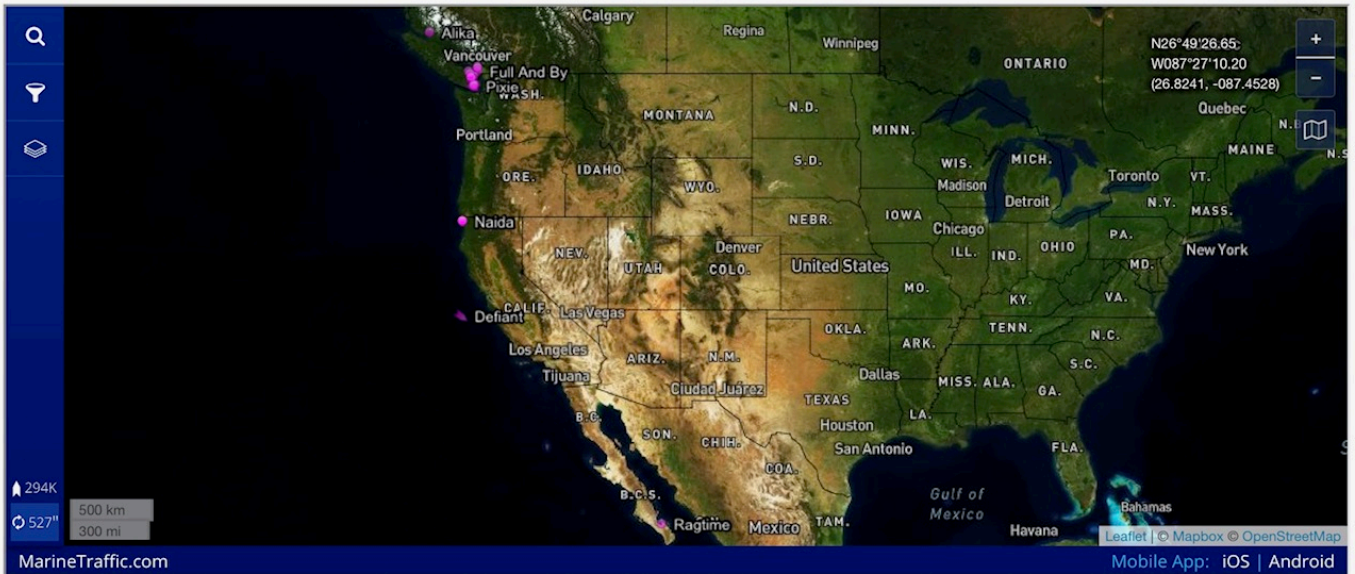 Calgary
Alika
Regina
Winnipeg
N26°49'26.65
W087°27'10.20
(26.8241, -087.4528)
+
−
Vancouver
Full And By
Pixie
WASH.
ONTARIO
Quebec
N.B
MONTANA
N.D.
MINN.
Portland
MAINE
N.S
ORE.
IDAHO
WYO.
S.D.
WIS.
MICH.
Madison
Toronto
VT.
Detroit
N.Y.
MASS.
Naida
NEBR.
IOWA
Chicago
PA.
New York
NEV.
UTAH
Denver
COLO.
United States
ILL.
IND.
OHIO
MD.
MO.
KY.
VA.
Defiant
CALIF.
Las Vegas
OKLA.
TENN.
N.C.
Los Angeles
ARIZ.
N.M.
ARK.
S.C.
Tijuana
Ciudad Juárez
Dallas
MISS.
ALA.
GA.
TEXAS
B.C.
SON.
CHIH.
Houston
LA.
San Antonio
FLA.
COA.
294K
B.C.S.
Gulf of
Mexico
500 km
300 mi
527"
Ragtime
Mexico
TAM.
Havana
Bahamas
Leaflet | © Mapbox © OpenStreetMap
MarineTraffic.com
Mobile App: iOS | Android